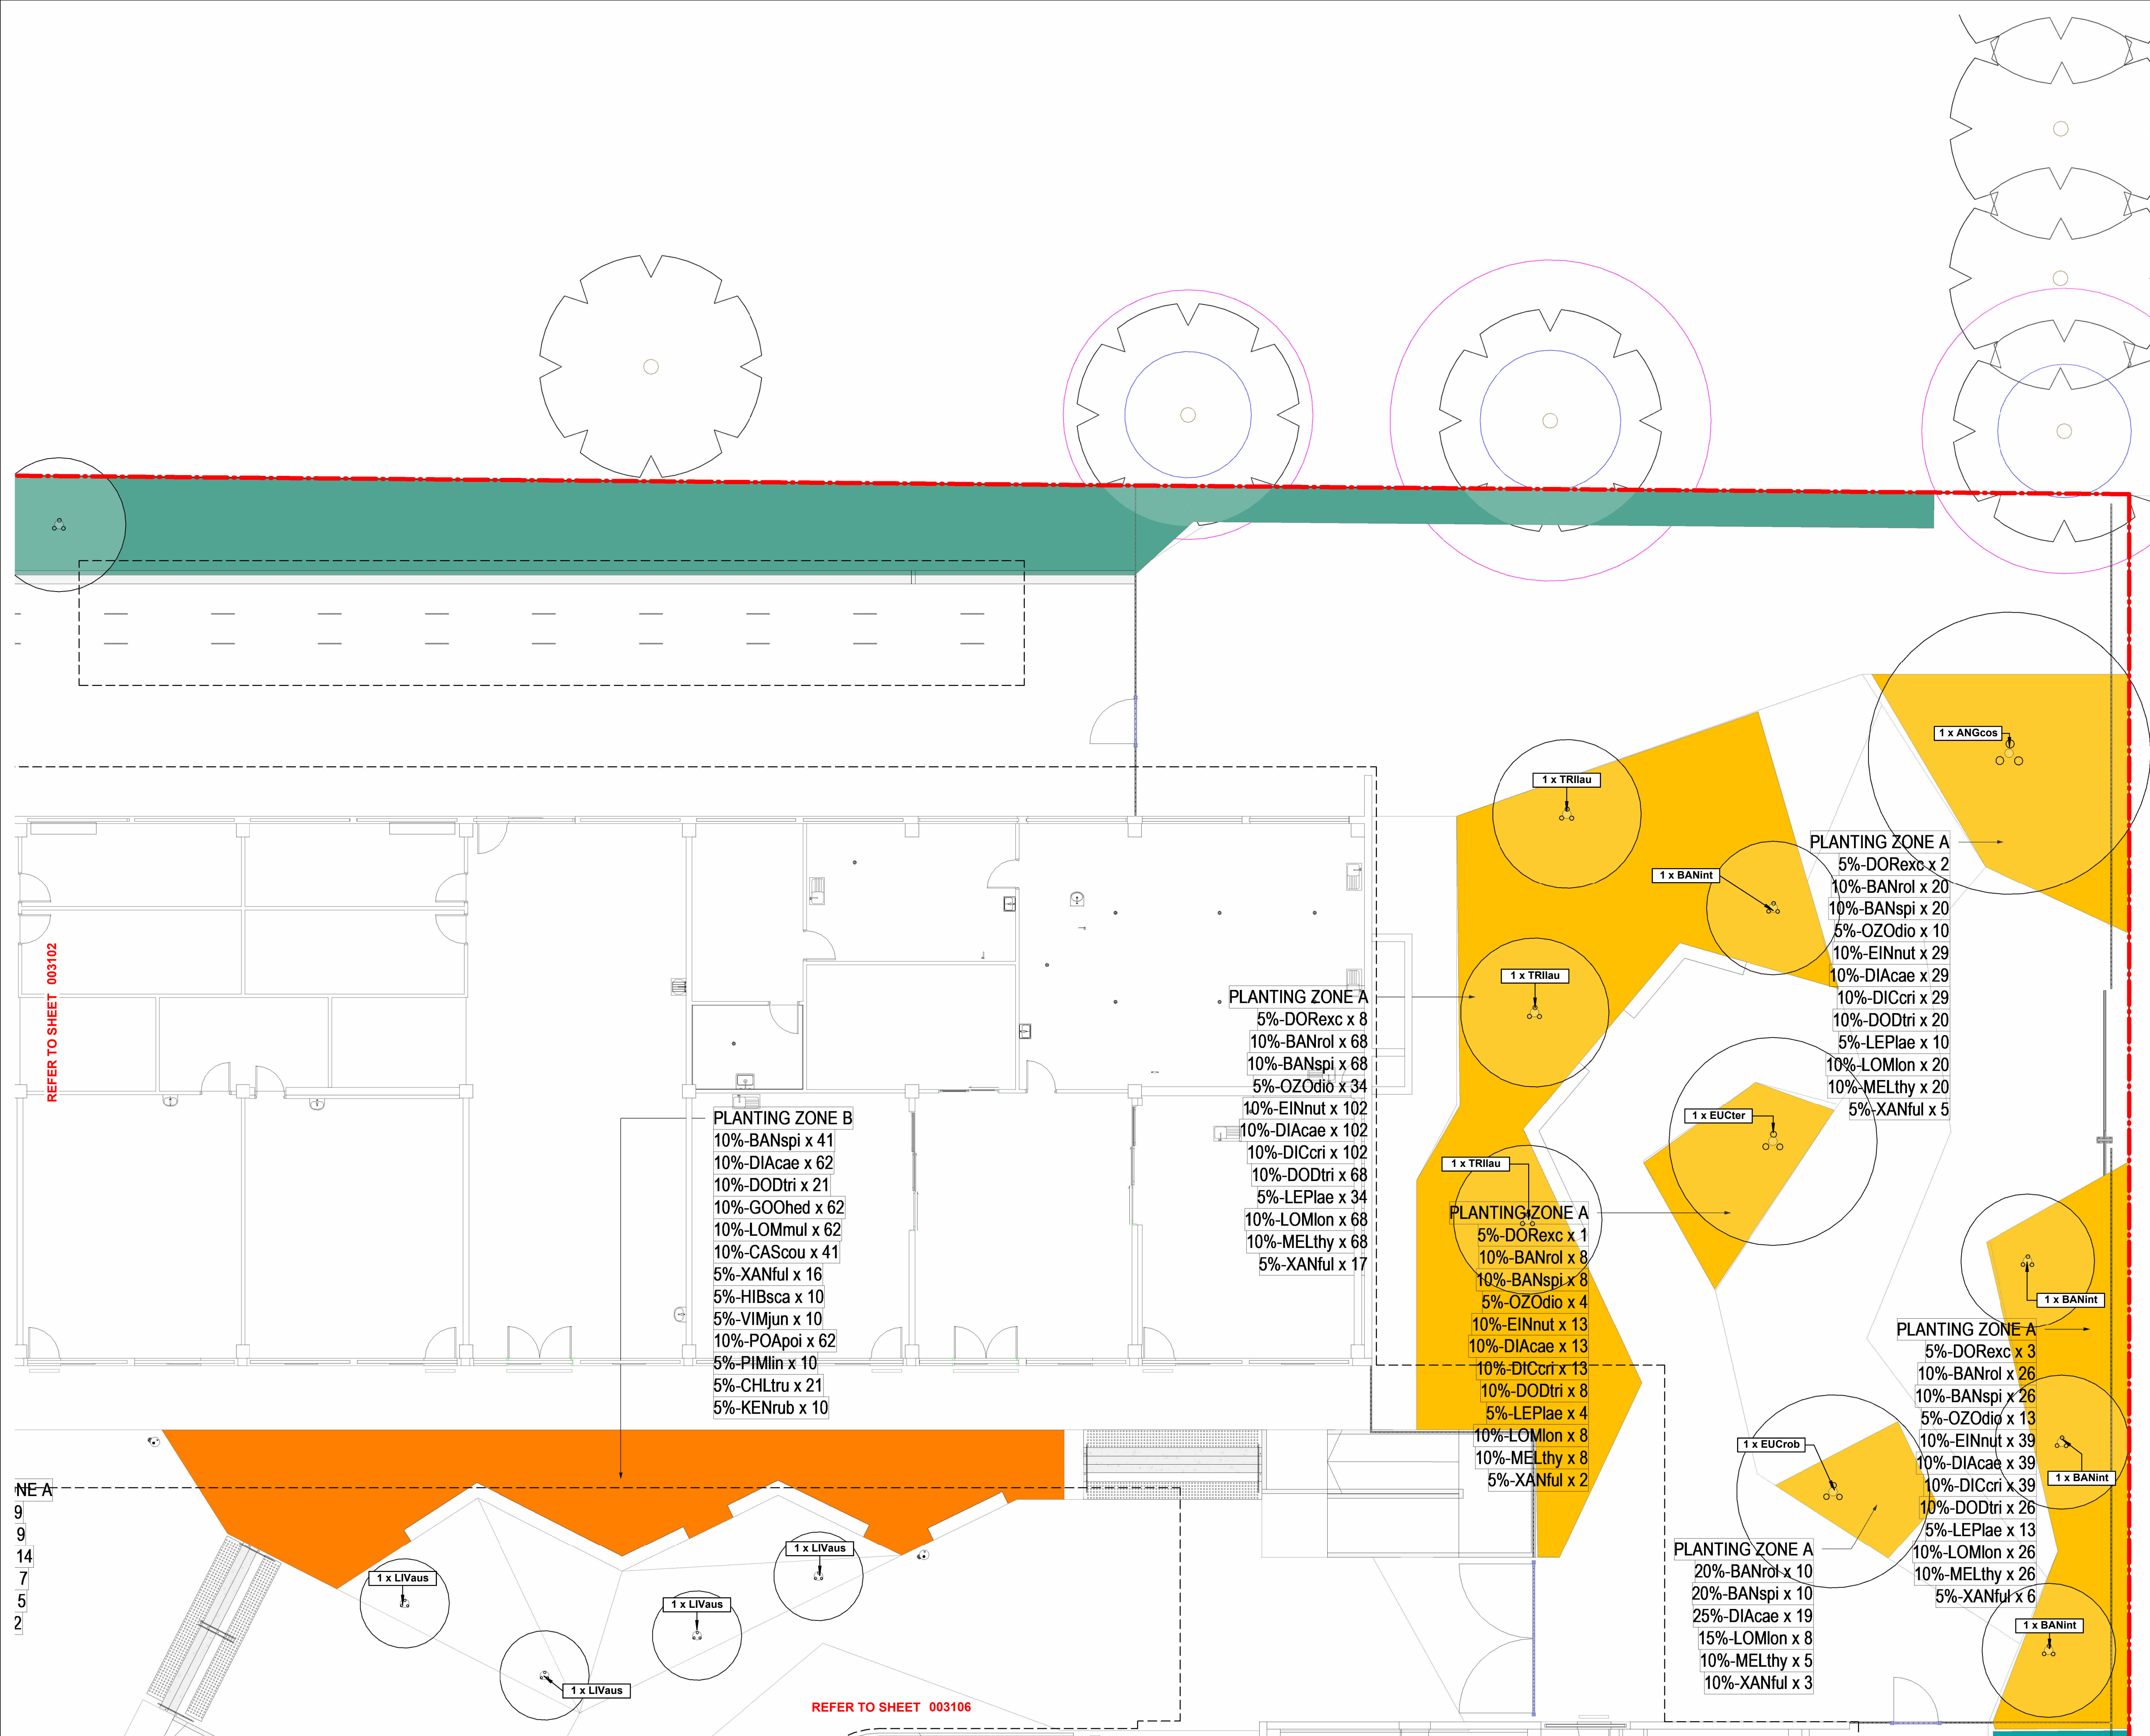 1 x ANGcos
1 x TRIlau
1 x BANint
PLANTING ZONE A
5%-DORexc x 2
10%-BANrol x 20
10%-BANspi x 20
5%-OZOdio x 10
10%-EINnut x 29
10%-DIAcae x 29
10%-DICcri x 29
10%-DODtri x 20
5%-LEPlae x 10
10%-LOMlon x 20
10%-MELthy x 20
5%-XANful x 5
REFER TO SHEET 003102
1 x TRIlau
PLANTING ZONE A
5%-DORexc x 8
10%-BANrol x 68
10%-BANspi x 68
5%-OZOdio x 34
10%-EINnut x 102
10%-DIAcae x 102
10%-DICcri x 102
10%-DODtri x 68
5%-LEPlae x 34
10%-LOMlon x 68
10%-MELthy x 68
5%-XANful x 17
PLANTING ZONE B
10%-BANspi x 41
10%-DIAcae x 62
10%-DODtri x 21
10%-GOOhed x 62
10%-LOMmul x 62
10%-CAScou x 41
5%-XANful x 16
5%-HIBsca x 10
5%-VIMjun x 10
10%-POApoi x 62
5%-PIMlin x 10
5%-CHLtru x 21
5%-KENrub x 10
1 x EUCter
1 x TRIlau
PLANTING ZONE A
5%-DORexc x 1
10%-BANrol x 8
10%-BANspi x 8
5%-OZOdio x 4
10%-EINnut x 13
10%-DIAcae x 13
10%-DICcri x 13
10%-DODtri x 8
5%-LEPlae x 4
10%-LOMlon x 8
10%-MELthy x 8
5%-XANful x 2
1 x BANint
PLANTING ZONE A
5%-DORexc x 3
10%-BANrol x 26
10%-BANspi x 26
5%-OZOdio x 13
10%-EINnut x 39
10%-DIAcae x 39
10%-DICcri x 39
10%-DODtri x 26
5%-LEPlae x 13
10%-LOMlon x 26
10%-MELthy x 26
5%-XANful x 6
1 x EUCrob
1 x BANint
NE A
9
9
14
7
5
2
PLANTING ZONE A
20%-BANrol x 10
20%-BANspi x 10
25%-DIAcae x 19
15%-LOMlon x 8
10%-MELthy x 5
10%-XANful x 3
1 x LIVaus
1 x LIVaus
1 x LIVaus
1 x LIVaus
1 x BANint
REFER TO SHEET 003106